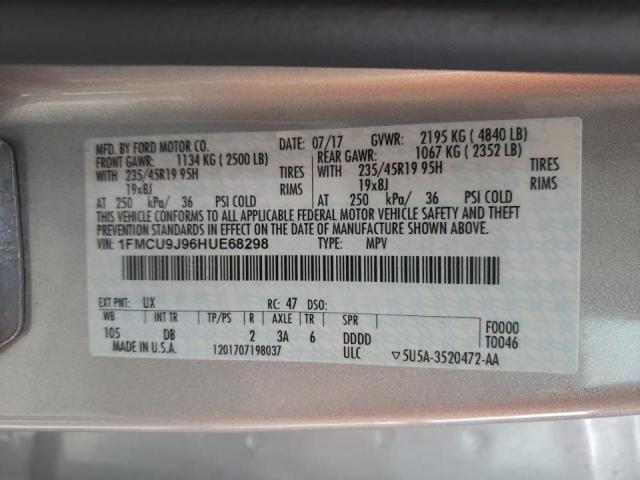 MFD. BY FORD MOTOR CO. DATE: 07/17 GVWR: 2195 KG (4840 LB)
FRONT GAWR: 1134 KG (2500 LB) REAR GAWR: 1067 KG (2352 LB)
WITH 235/45R19 95H TIRES WITH 235/45R19 95H TIRES
19x8J RIMS 19x8J RIMS
AT 250 kPa/ 36 PSI COLD AT 250 kPa/ 36 PSI COLD
THIS VEHICLE CONFORMS TO ALL APPLICABLE FEDERAL MOTOR VEHICLE SAFETY AND THEFT
PREVENTION STANDARDS IN EFFECT ON THE DATE OF MANUFACTURE SHOWN ABOVE.
VIN: 1FMCU9J96HUE68298 TYPE: MPV
EXT PNT: UX RC: 47 DSO:
WB INT TR TP/PS R AXLE TR SPR F0000
105 DB 2 3A 6 DDDD T0046
MADE IN U.S.A. 1201707198037 ULC ▽5U5A-3520472-AA